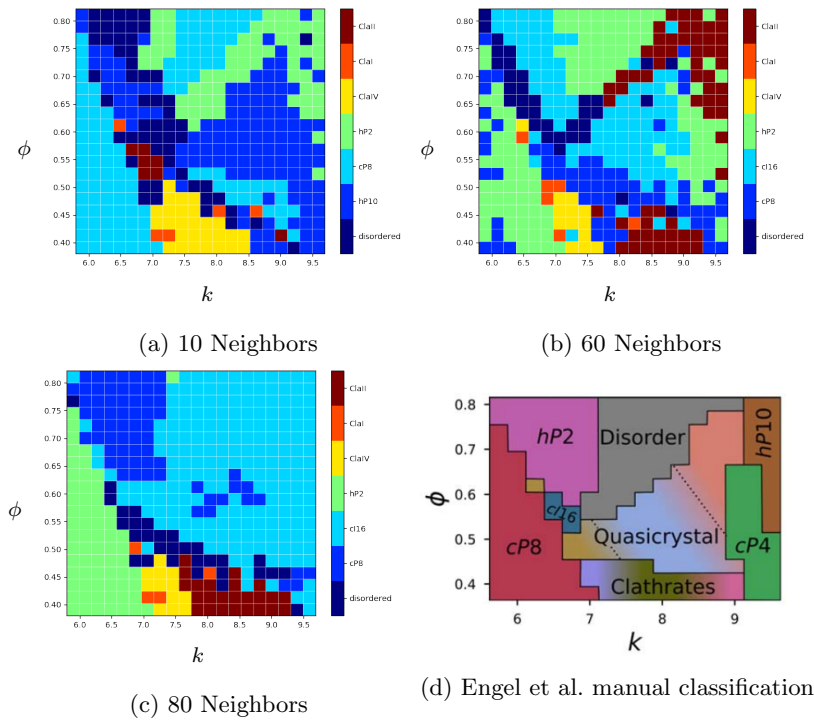 0.80
0.75
0.70
0.65
0.60
0.55
0.50
0.45
0.40
ϕ
6.0 6.5 7.0 7.5 8.0 8.5 9.0 9.5
k
ClaII
ClaI
ClaIV
hP2
cP8
hP10
disordered
(a) 10 Neighbors
0.80
0.75
0.70
0.65
0.60
0.55
0.50
0.45
0.40
ϕ
6.0 6.5 7.0 7.5 8.0 8.5 9.0 9.5
k
ClaII
ClaI
ClaIV
hP2
cI16
cP8
disordered
(b) 60 Neighbors
0.80
0.75
0.70
0.65
0.60
0.55
0.50
0.45
0.40
ϕ
6.0 6.5 7.0 7.5 8.0 8.5 9.0 9.5
k
ClaII
ClaI
ClaIV
hP2
cI16
cP8
disordered
(c) 80 Neighbors
0.8
0.7
0.6
0.5
0.4
ϕ
hP2
Disorder
hP10
cI16
Quasicrystal
cP8
cP4
Clathrates
6 7 8 9
k
(d) Engel et al. manual classification